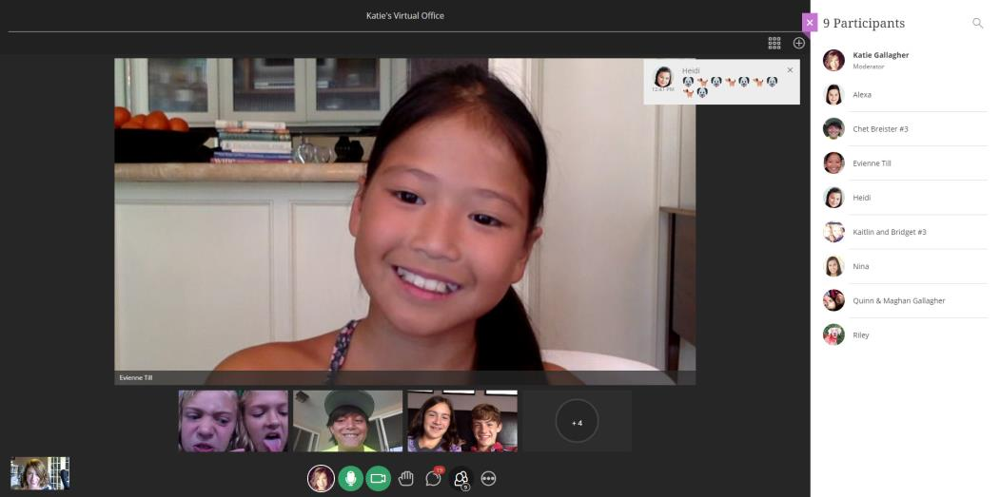 Katie's Virtual Office
9 Participants
Heidi
12:41 PM
Katie Gallagher
Moderator
Alexa
Chet Breister #3
Evienne Till
Heidi
Kaitlin and Bridget #3
Nina
Quinn & Maghan Gallagher
Riley
Evienne Till
+4
19
9